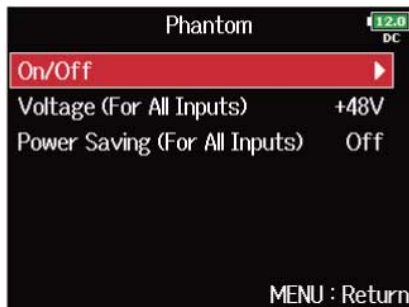 Phantom
12.0
DC
On/Off
Voltage (For All Inputs) +48V
Power Saving (For All Inputs) Off
MENU : Return